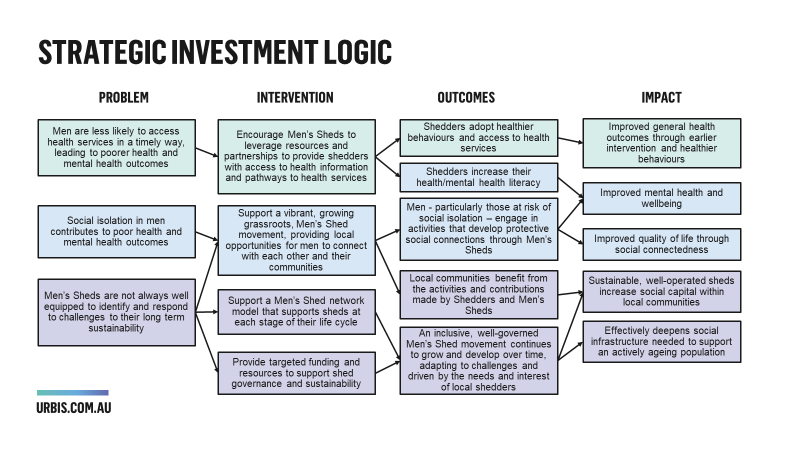 STRATEGIC INVESTMENT LOGIC
PROBLEM
Men are less likely to access
health services in a timely way,
leading to poorer health and
mental health outcomes
Social isolation in men
contributes to poor health and
mental health outcomes
Men's Sheds are not always well
equipped to identify and respond
to challenges to their long term
sustainability
INTERVENTION
Encourage Men's Sheds to
leverage resources and
partnerships to provide shedders
with access to health information
and pathways to health services
Support a vibrant, growing
grassroots, Men's Shed
movement, providing local
opportunities for men to connect
with each other and their
communities
Support a Men's Shed network
model that supports sheds at
each stage of their life cycle
Provide targeted funding and
resources to support shed
governance and sustainability
OUTCOMES
Shedders adopt healthier
behaviours and access to health
services
Shedders increase their
health/mental health literacy
Men - particularly those at risk of
social isolation – engage in
activities that develop protective
social connections through Men's
Sheds
Local communities benefit from
the activities and contributions
made by Shedders and Men's
Sheds
An inclusive, well-governed
Men's Shed movement continues
to grow and develop over time,
adapting to challenges and
driven by the needs and interest
of local shedders
IMPACT
Improved general health
outcomes through earlier
intervention and healthier
behaviours
Improved mental health and
wellbeing
Improved quality of life through
social connectedness
Sustainable, well-operated sheds
increase social capital within
local communities
Effectively deepens social
infrastructure needed to support
an actively ageing population
URBIS.COM.AU